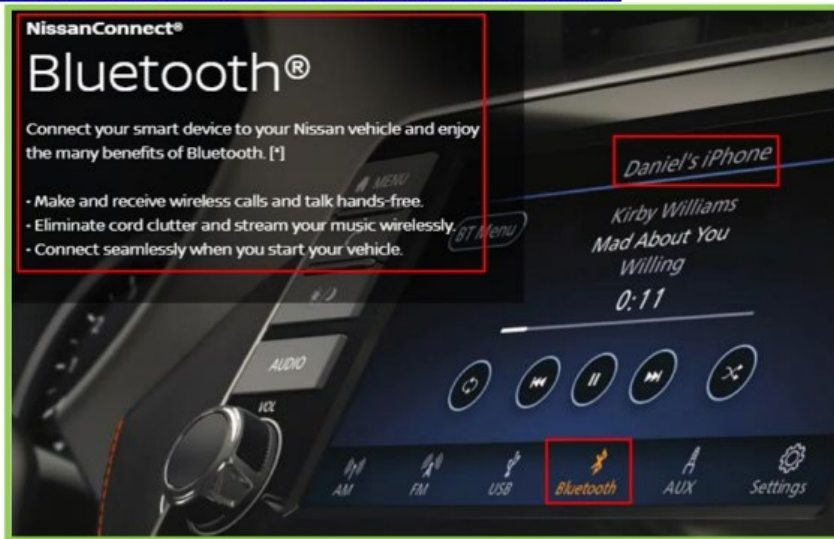 NissanConnect®
Bluetooth®
Connect your smart device to your Nissan vehicle and enjoy
the many benefits of Bluetooth. [*]
• Make and receive wireless calls and talk hands-free.
• Eliminate cord clutter and stream your music wirelessly.
• Connect seamlessly when you start your vehicle.
MENU
Daniel's iPhone
BT Menu
Kirby Williams
Mad About You
Willing
0:11
AUDIO
VOL
AM
FM
USB
Bluetooth
AUX
Settings